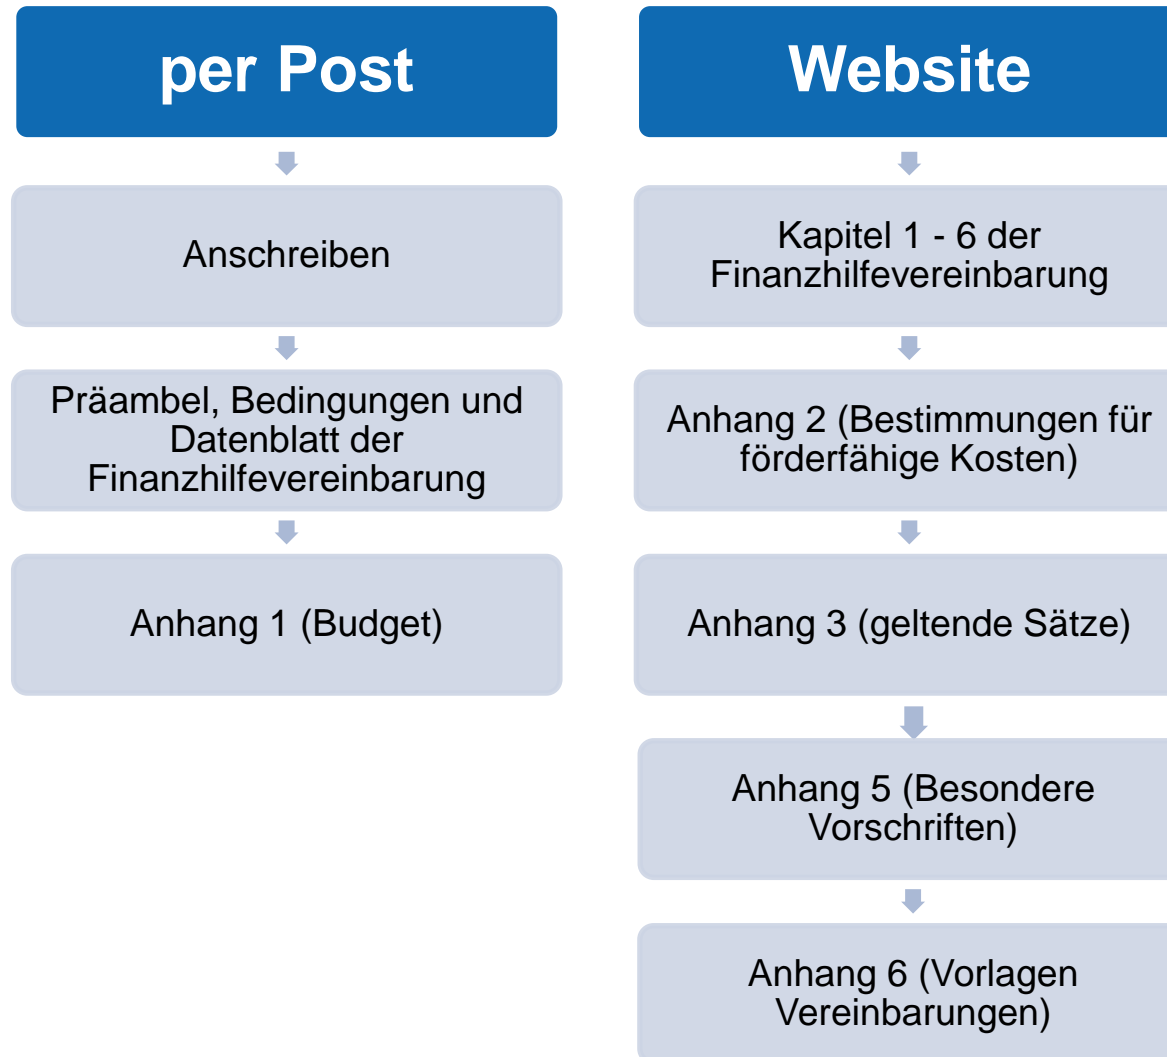 per Post
Anschreiben
Präambel, Bedingungen und
Datenblatt der
Finanzhilfevereinbarung
Anhang 1 (Budget)
Website
Kapitel 1 - 6 der
Finanzhilfevereinbarung
Anhang 2 (Bestimmungen für
förderfähige Kosten)
Anhang 3 (geltende Sätze)
Anhang 5 (Besondere
Vorschriften)
Anhang 6 (Vorlagen
Vereinbarungen)